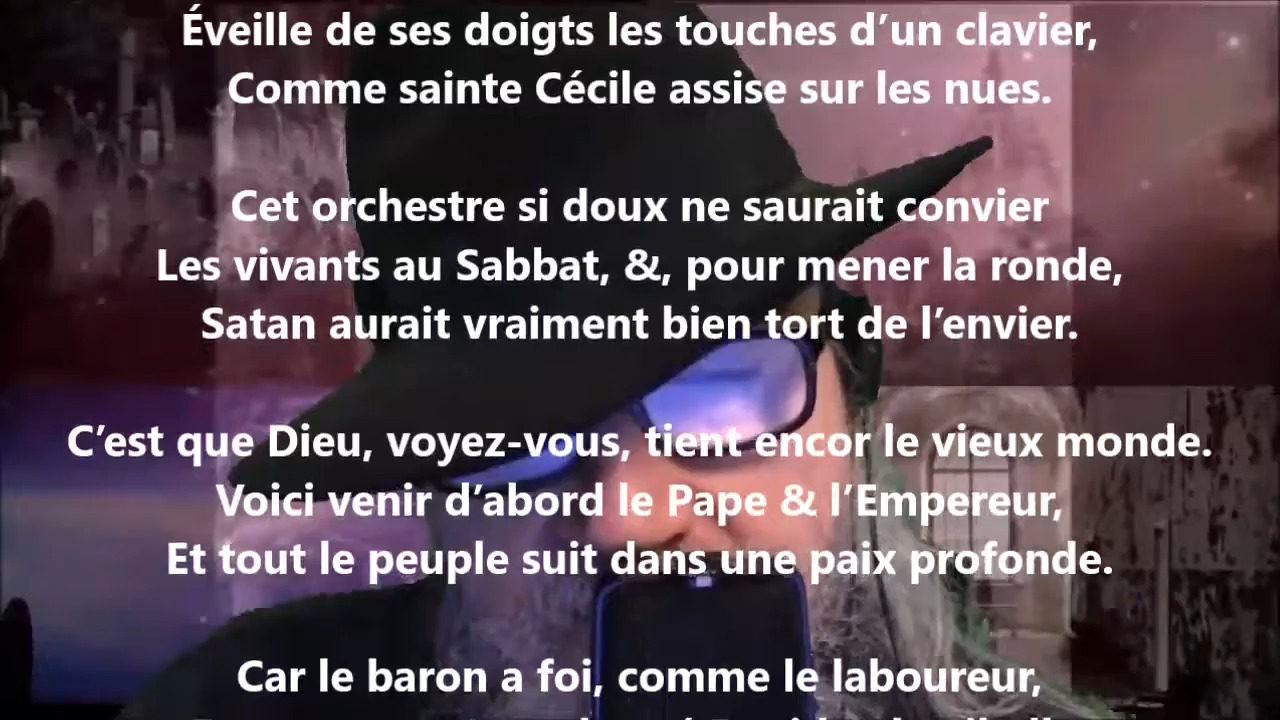 Éveille de ses doigts les touches d’un clavier,
Comme sainte Cécile assise sur les nues.
Cet orchestre si doux ne saurait convier
Les vivants au Sabbat, &, pour mener la ronde,
Satan aurait vraiment bien tort de l’envier.
C’est que Dieu, voyez-vous, tient encor le vieux monde.
Voici venir d’abord le Pape & l’Empereur,
Et tout le peuple suit dans une paix profonde.
Car le baron a foi, comme le laboureur,